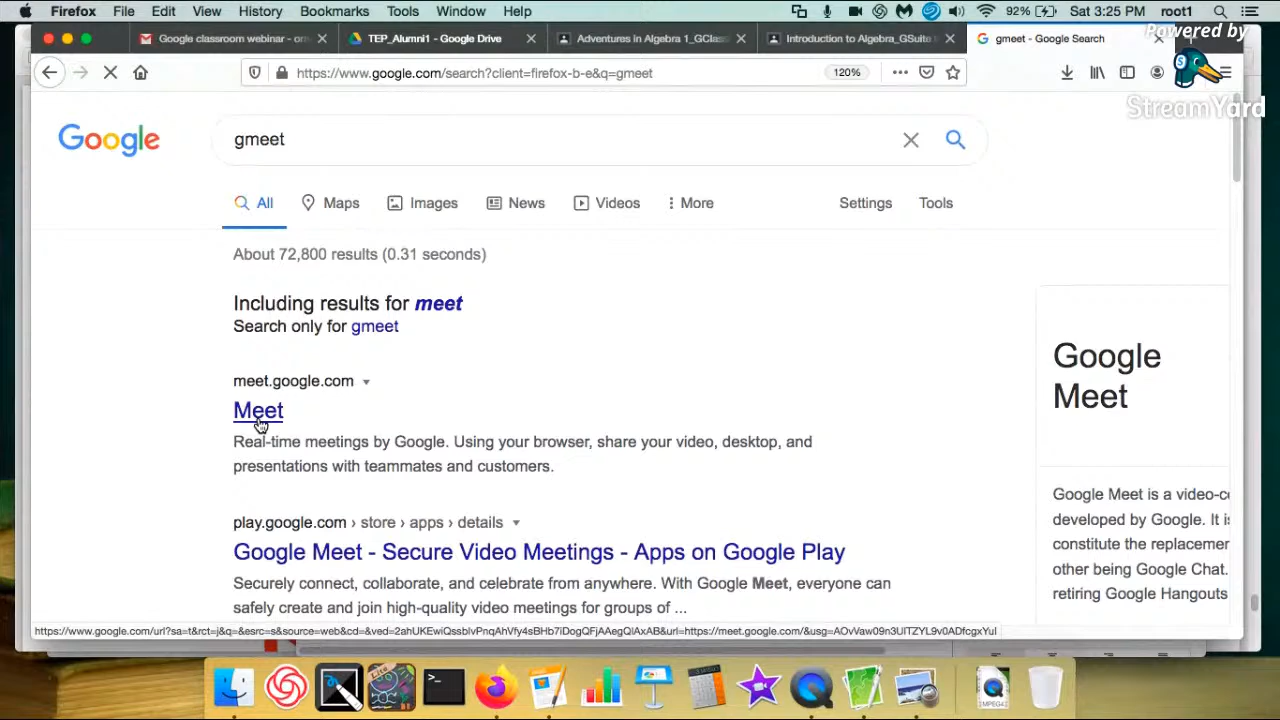 Firefox File Edit View History Bookmarks Tools Window Help 92% Sat 3:25 PM root1
Powered by
StreamYard
Google classroom webinar - om
TEP_Alumni1 - Google Drive
Adventures in Algebra 1_GClas
Introduction to Algebra_GSuite
gmeet - Google Search
https://www.google.com/search?client=firefox-b-e&q=gmeet 120%
Google gmeet
All Maps Images News Videos More Settings Tools
About 72,800 results (0.31 seconds)
Including results for meet
Search only for gmeet
meet.google.com
Meet
Real-time meetings by Google. Using your browser, share your video, desktop, and
presentations with teammates and customers.
play.google.com › store › apps › details
Google Meet - Secure Video Meetings - Apps on Google Play
Securely connect, collaborate, and celebrate from anywhere. With Google Meet, everyone can
safely create and join high-quality video meetings for groups of ...
Google
Meet
Google Meet is a video-co
developed by Google. It i
constitute the replacemer
other being Google Chat.
retiring Google Hangouts